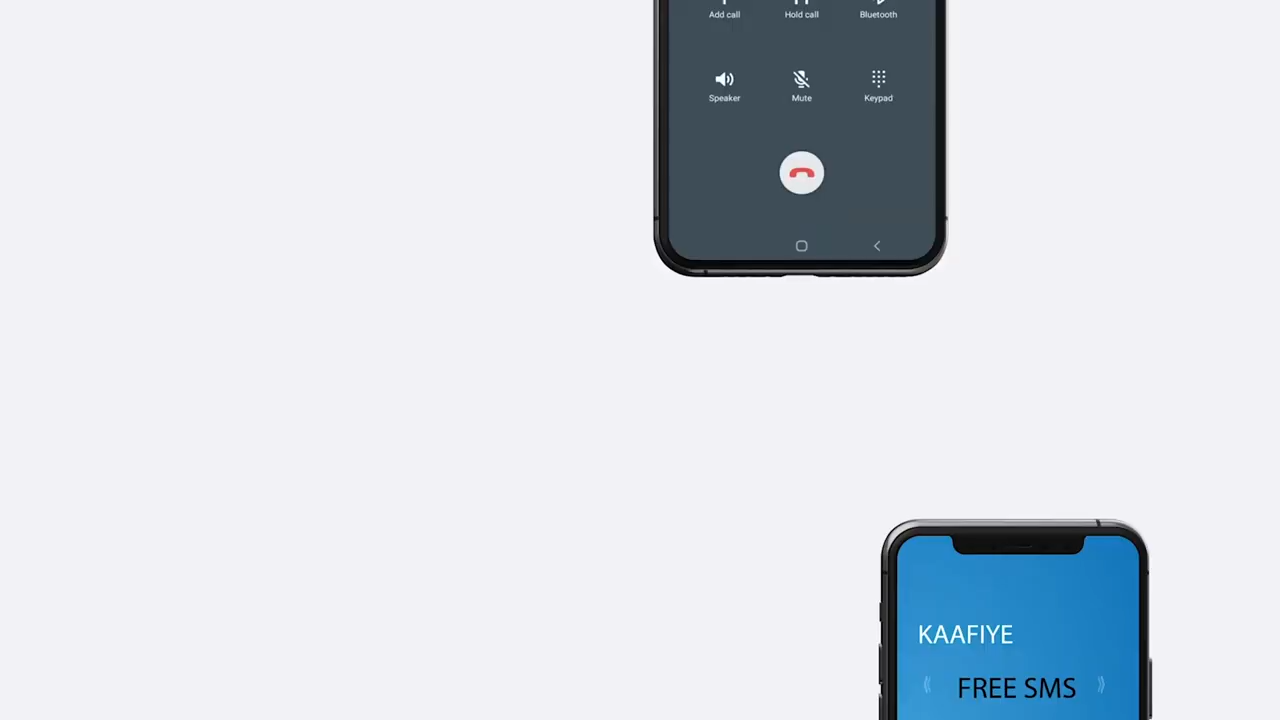 Add call Hold call Bluetooth
Speaker Mute Keypad
KAAFIYE
FREE SMS